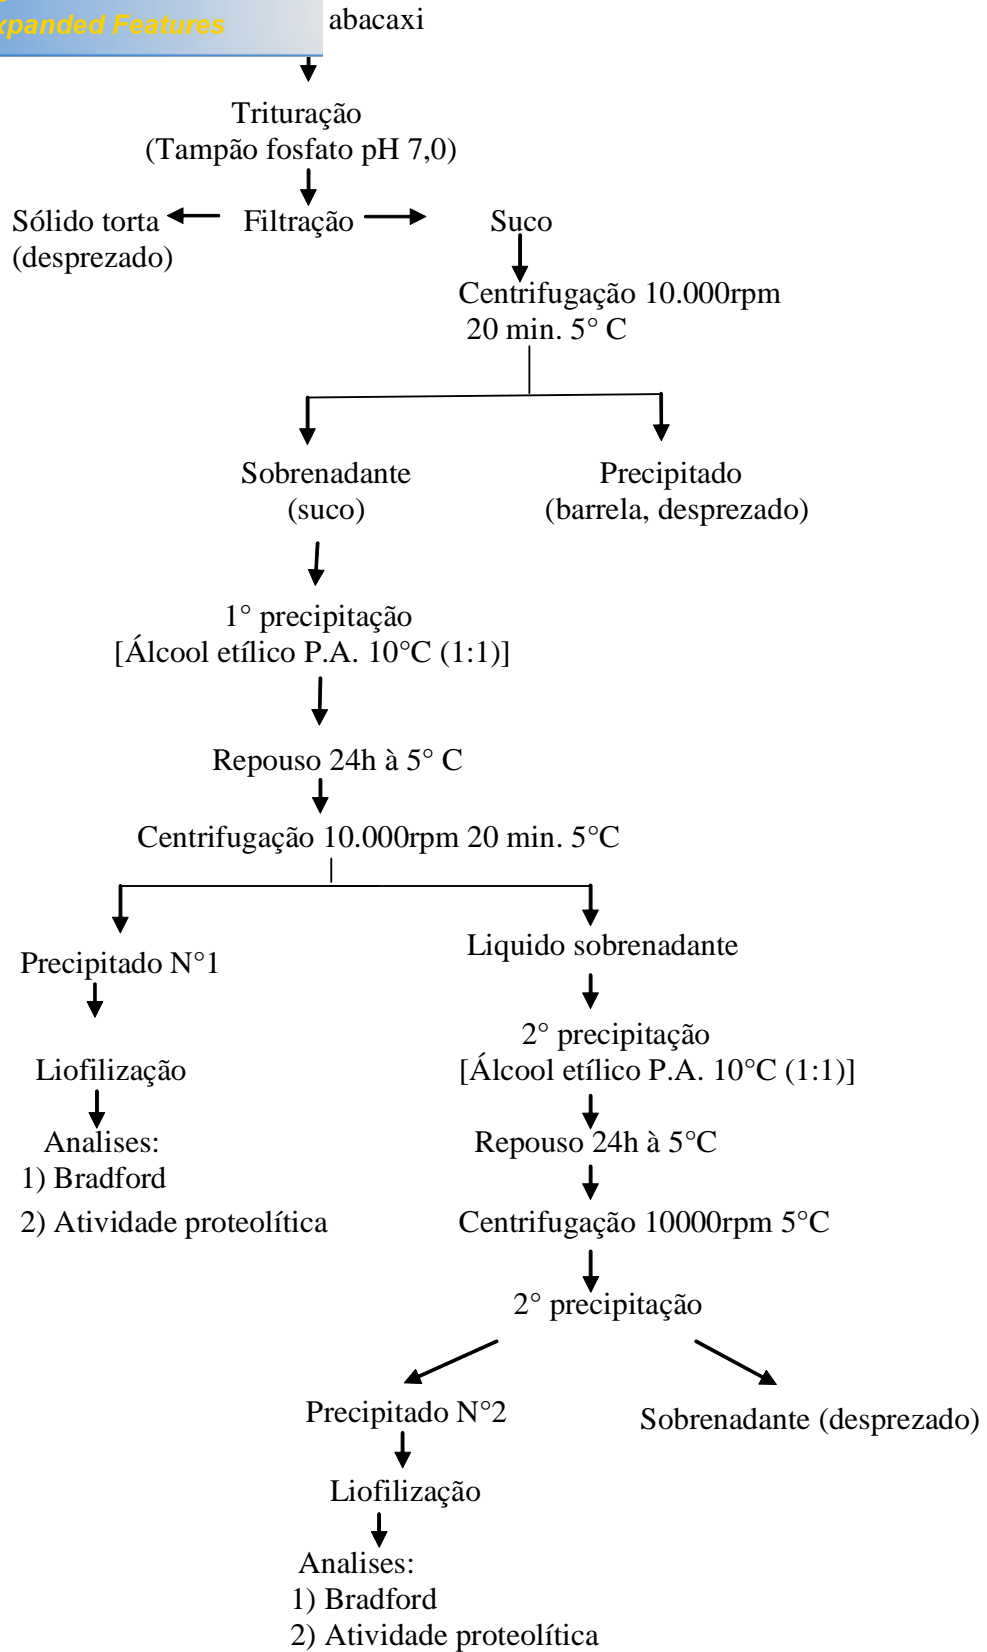 xpanded Features
abacaxi
Trituração
(Tampão fosfato pH 7,0)
Sólido torta
(desprezado)
Filtração
Suco
Centrifugação 10.000rpm
20 min. 5° C
Sobrenadante
(suco)
Precipitado
(barrela, desprezado)
1° precipitação
[Álcool etílico P.A. 10°C (1:1)]
Repouso 24h à 5° C
Centrifugação 10.000rpm 20 min. 5°C
Precipitado N°1
Liofilização
Analises:
1) Bradford
2) Atividade proteolítica
Liquido sobrenadante
2° precipitação
[Álcool etílico P.A. 10°C (1:1)]
Repouso 24h à 5°C
Centrifugação 10000rpm 5°C
2° precipitação
Precipitado N°2
Sobrenadante (desprezado)
Liofilização
Analises:
1) Bradford
2) Atividade proteolítica